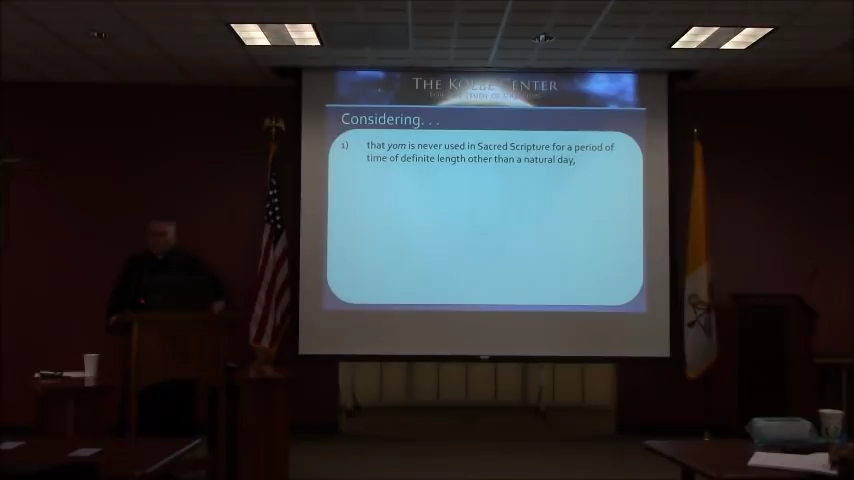 THE KOLBE CENTER
FOR THE STUDY OF CREATION
Considering. . .
1) that yom is never used in Sacred Scripture for a period of
time of definite length other than a natural day,